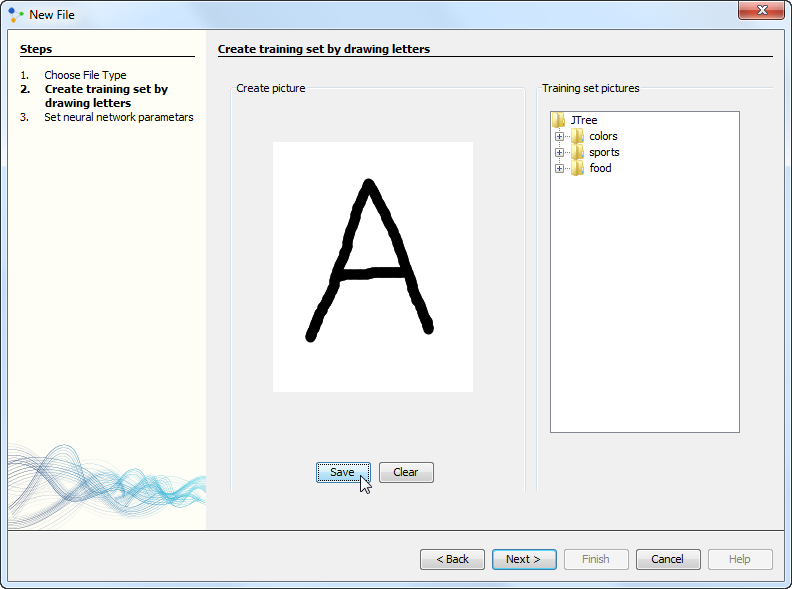 New File
Steps
1. Choose File Type
2. Create training set by
drawing letters
3. Set neural network parametars
Create training set by drawing letters
Create picture
A
Save
Clear
Training set pictures
JTree
colors
sports
food
< Back
Next >
Finish
Cancel
Help